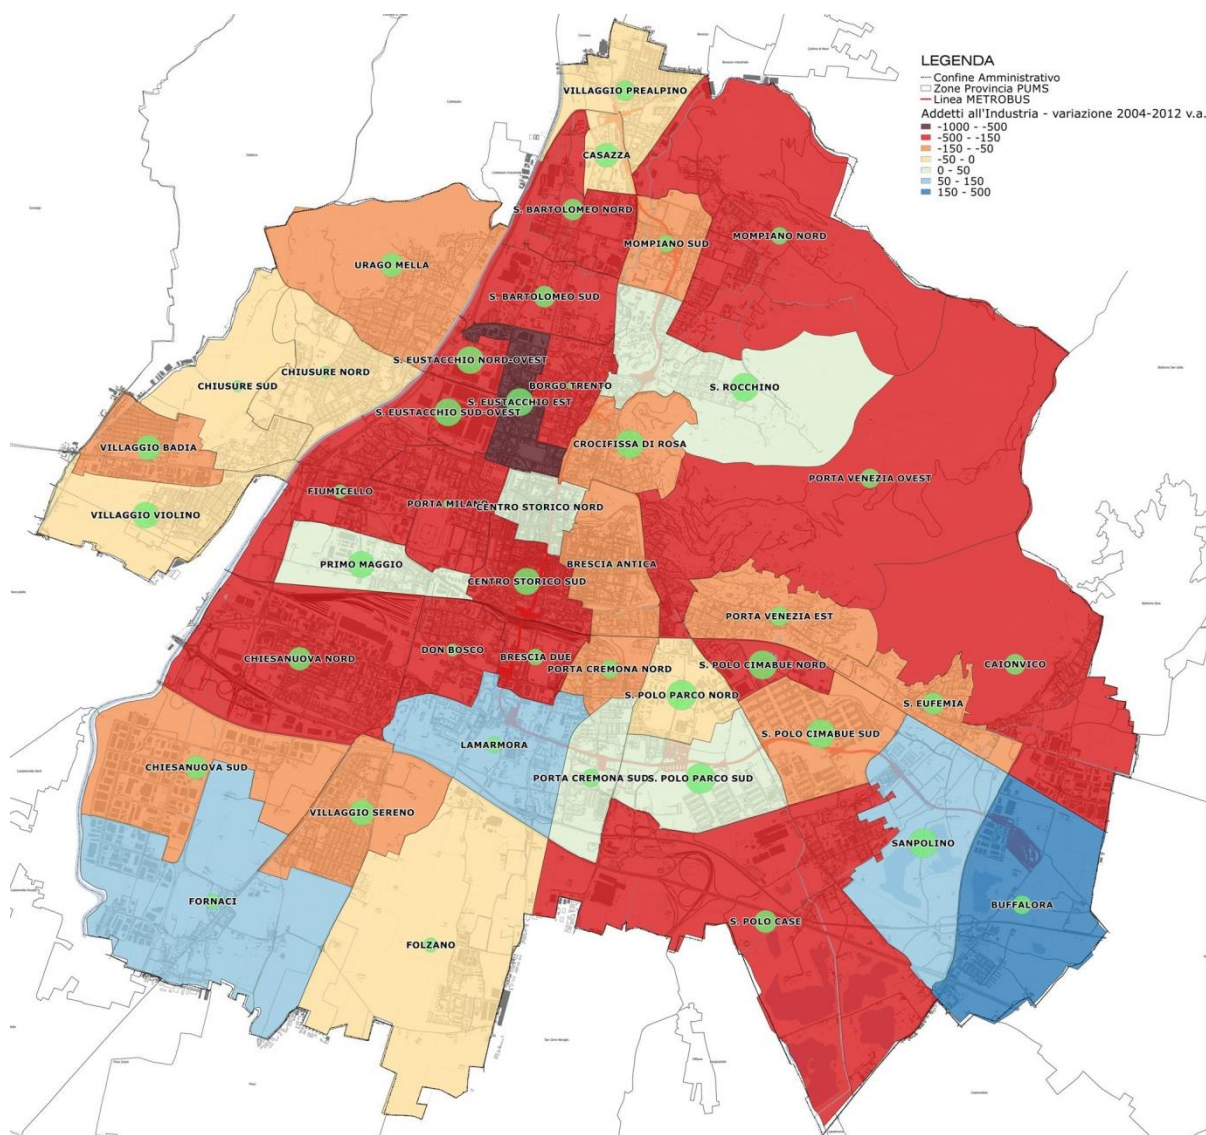 LEGENDA
Confine Amministrativo
Zone Provincia PUMS
Linea METROBUS
Addetti all'Industria - variazione 2004-2012 v.a.
-1000 - -500
-500 - -150
-150 - -50
-50 - 0
0 - 50
50 - 150
150 - 500
VILLAGGIO PREALPINO
CASAZZA
S. BARTOLOMEO NORD
MOMPIANO SUD
MOMPIANO NORD
URAGO MELLA
S. BARTOLOMEO SUD
S. EUSTACCHIO NORD-OVEST
CHIUSURE NORD
CHIUSURE SUD
BORGO TRENTO
S. ROCCHINO
S. EUSTACCHIO EST
S. EUSTACCHIO SUD-OVEST
VILLAGGIO BADIA
CROCIFISSA DI ROSA
PORTA VENEZIA OVEST
FIUMICELLO
PORTA MILANO
CENTRO STORICO NORD
VILLAGGIO VIOLINO
PRIMO MAGGIO
BRESCIA ANTICA
CENTRO STORICO SUD
PORTA VENEZIA EST
CHIESANUOVA NORD
DON BOSCO
BRESCIA DUE
PORTA CREMONA NORD
S. POLO CIMABUE NORD
CAIONVICO
S. POLO PARCO NORD
S. EUFEMIA
S. POLO CIMABUE SUD
LAMARMORA
CHIESANUOVA SUD
PORTA CREMONA SUD
S. POLO PARCO SUD
VILLAGGIO SERENO
SANPOLINO
FORNACI
BUFFALORA
S. POLO CASE
FOLZANO